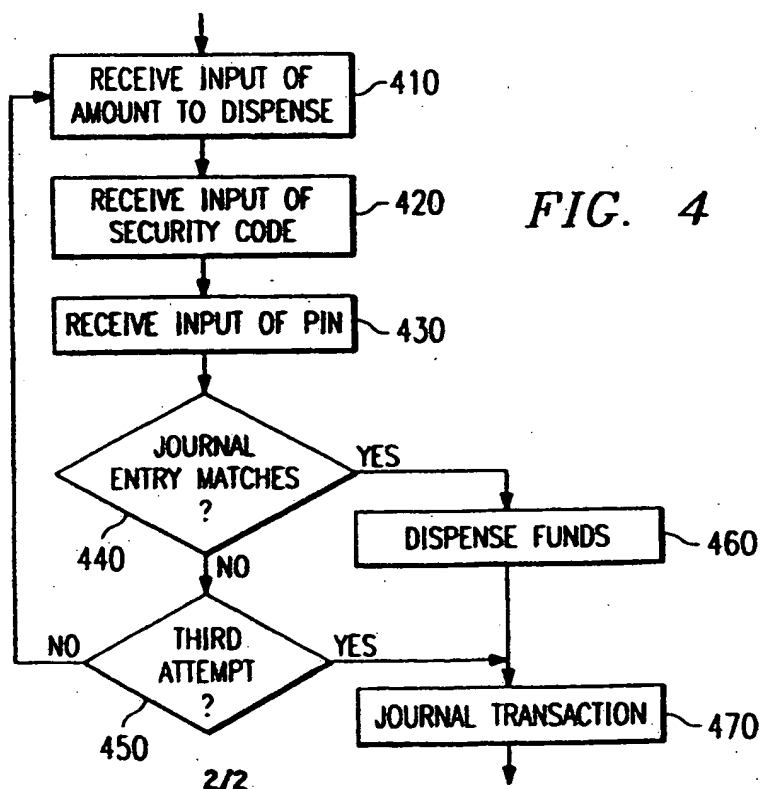 RECEIVE INPUT OF
AMOUNT TO DISPENSE
410
RECEIVE INPUT OF
SECURITY CODE
420
FIG. 4
RECEIVE INPUT OF PIN
430
JOURNAL
ENTRY MATCHES
?
YES
440
NO
DISPENSE FUNDS
460
NO
THIRD
ATTEMPT
?
YES
450
JOURNAL TRANSACTION
470
2/2